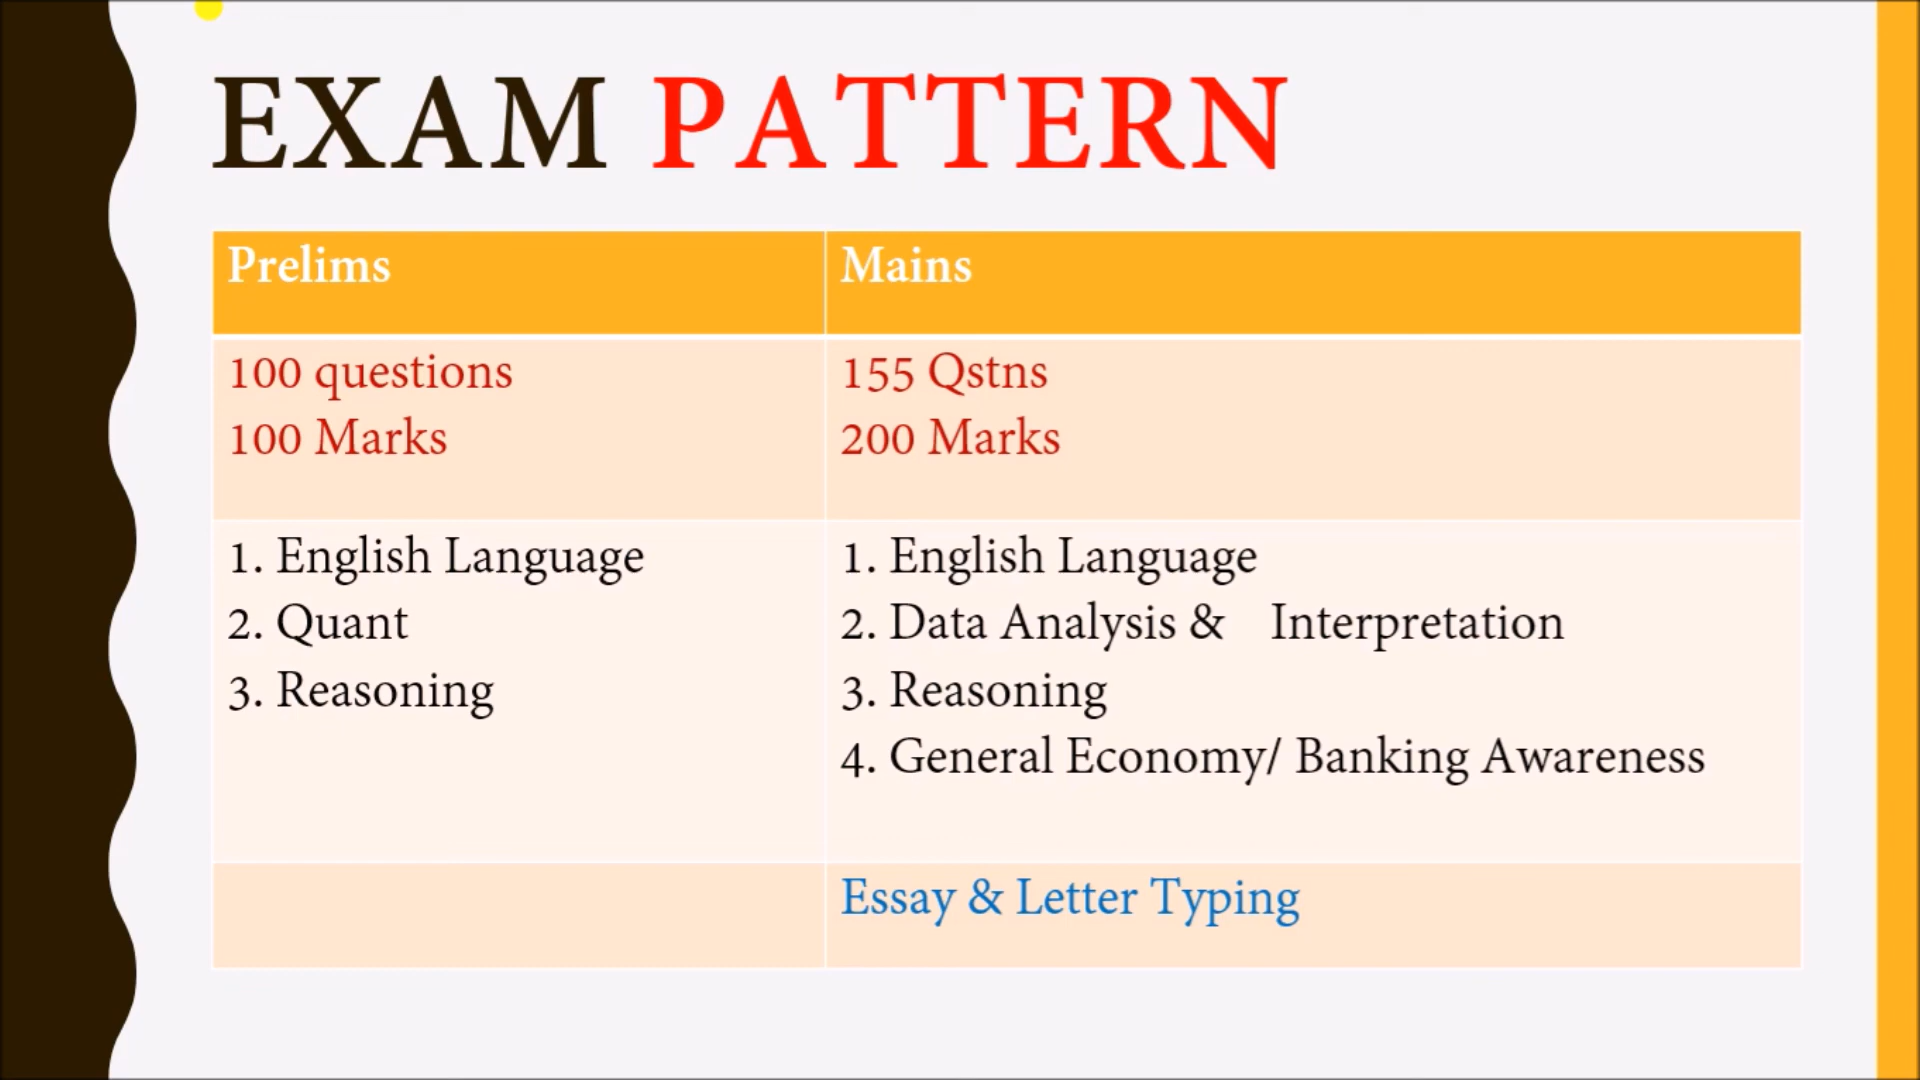 EXAM PATTERN
Prelims
Mains
100 questions
100 Marks
155 Qstns
200 Marks
1. English Language
2. Quant
3. Reasoning
1. English Language
2. Data Analysis & Interpretation
3. Reasoning
4. General Economy/ Banking Awareness
Essay & Letter Typing